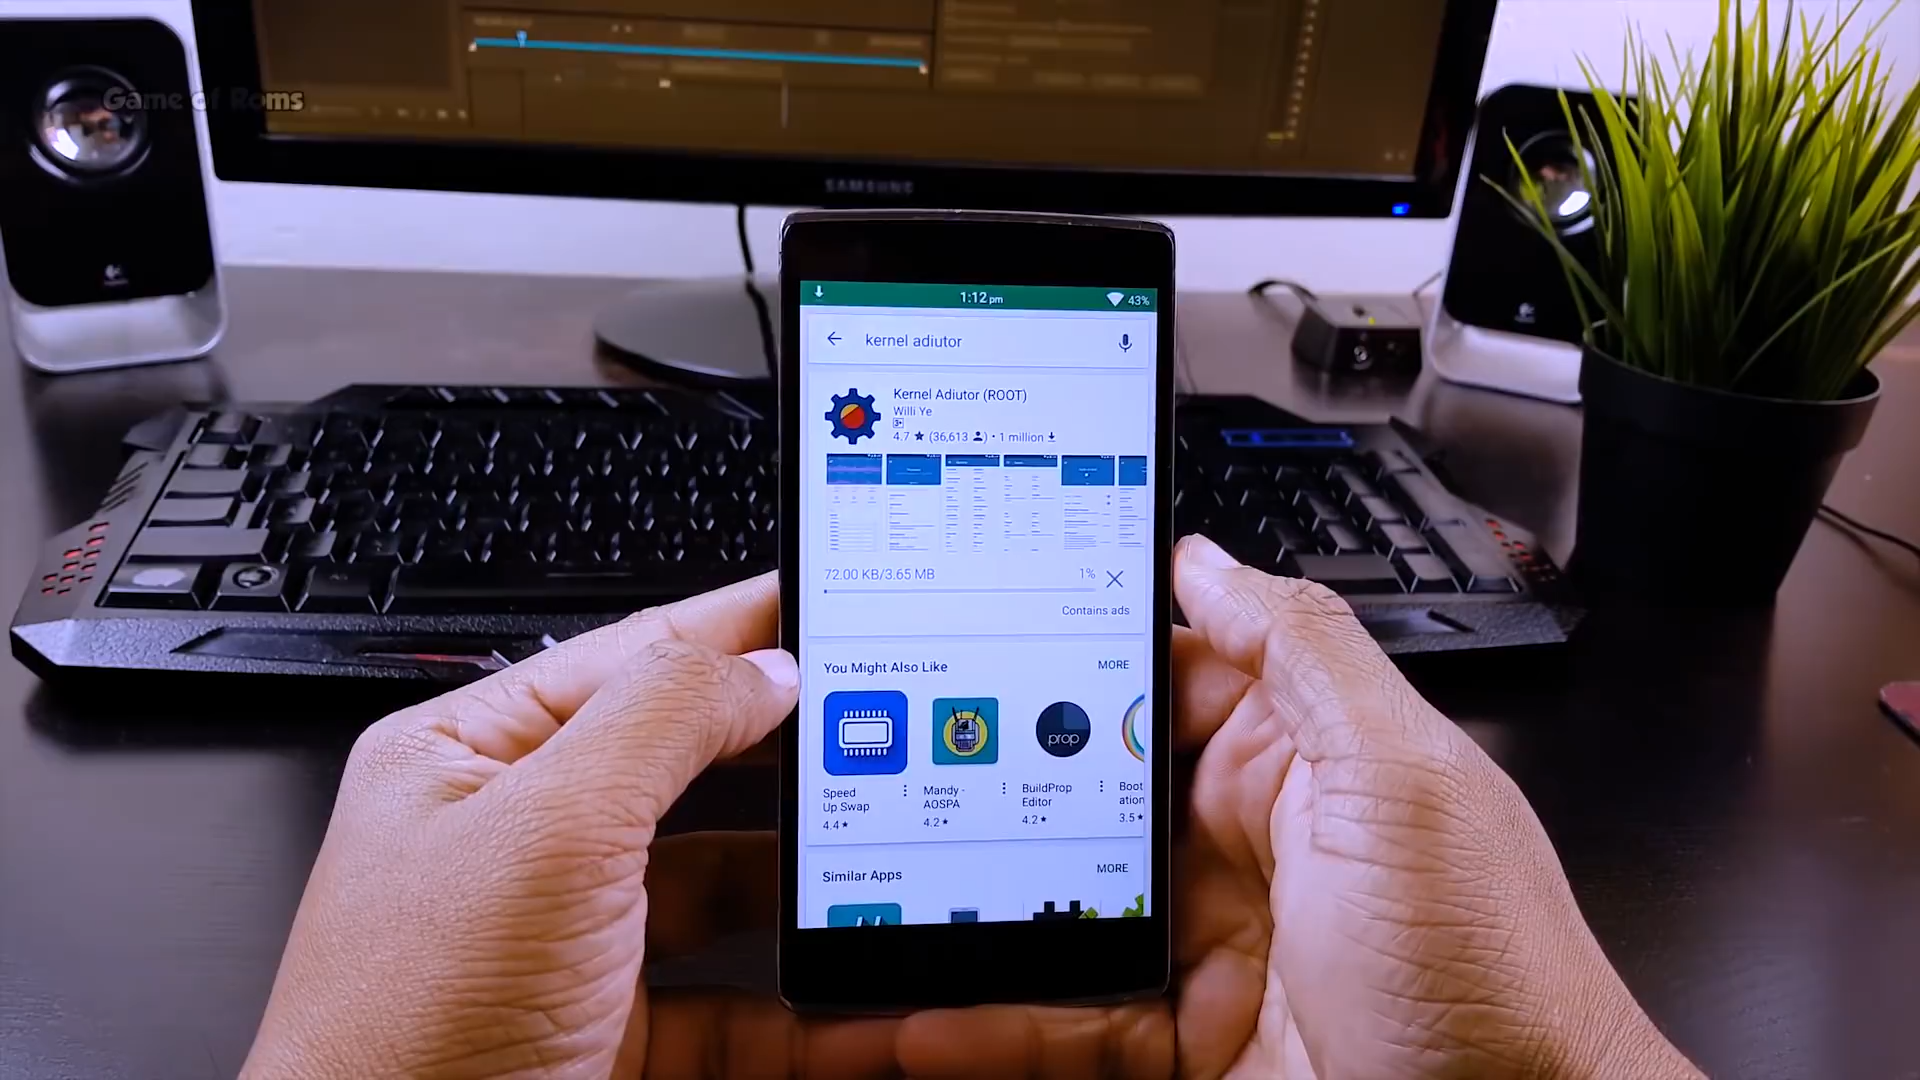 Game of Roms
SAMSUNG
1:12 pm
43%
kernel adiutor
Kernel Adiutor (ROOT)
Willi Ye
3+
4.7 ★ (36,613 ) • 1 million
72.00 KB/3.65 MB
1%
Contains ads
You Might Also Like
MORE
Speed
Up Swap
4.4★
Mandy -
AOSPA
4.2★
prop
BuildProp
Editor
4.2★
Boot
ation
3.5★
Similar Apps
MORE